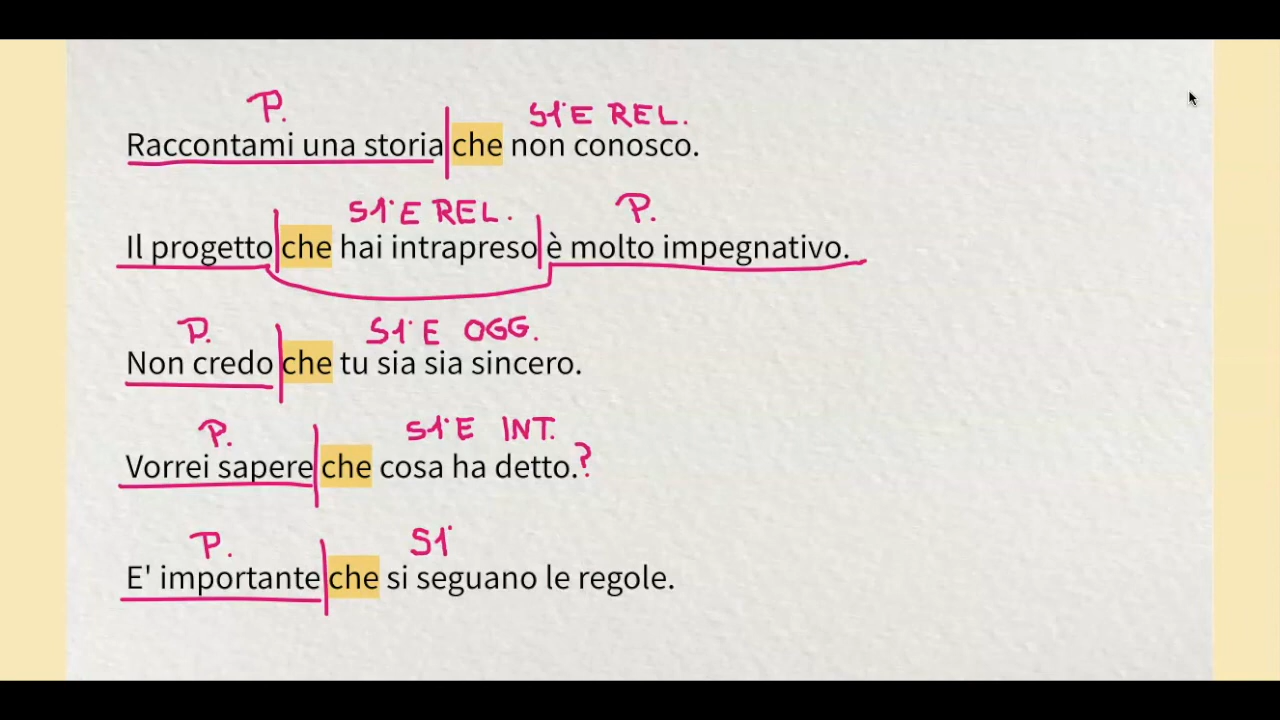 P. S1°E REL.
Raccontami una storia che non conosco.
S1°E REL. P.
Il progetto che hai intrapreso è molto impegnativo.
P. S1°E OGG.
Non credo che tu sia sia sincero.
P. S1°E INT.
Vorrei sapere che cosa ha detto.?
P. S1°
E' importante che si seguano le regole.